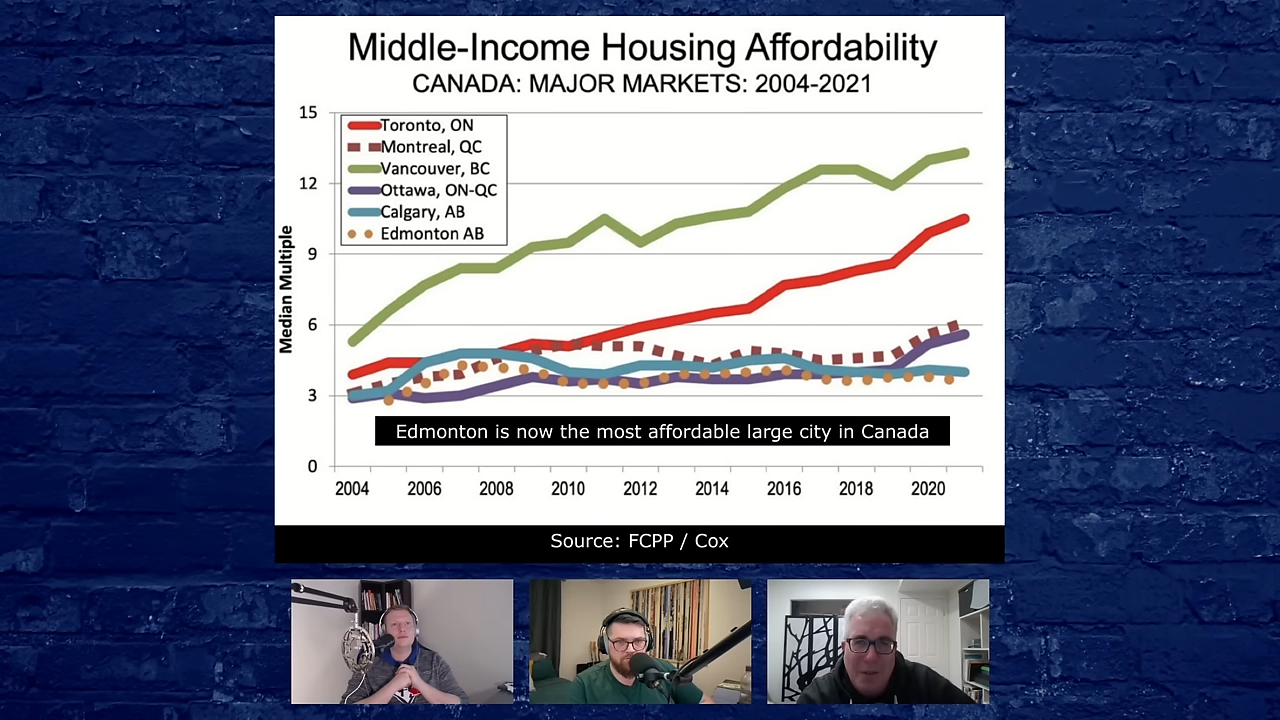 Middle-Income Housing Affordability
CANADA: MAJOR MARKETS: 2004-2021
Median Multiple
15
12
9
6
3
0
Toronto, ON
Montreal, QC
Vancouver, BC
Ottawa, ON-QC
Calgary, AB
Edmonton AB
Edmonton is now the most affordable large city in Canada
2004 2006 2008 2010 2012 2014 2016 2018 2020
Source: FCPP / Cox